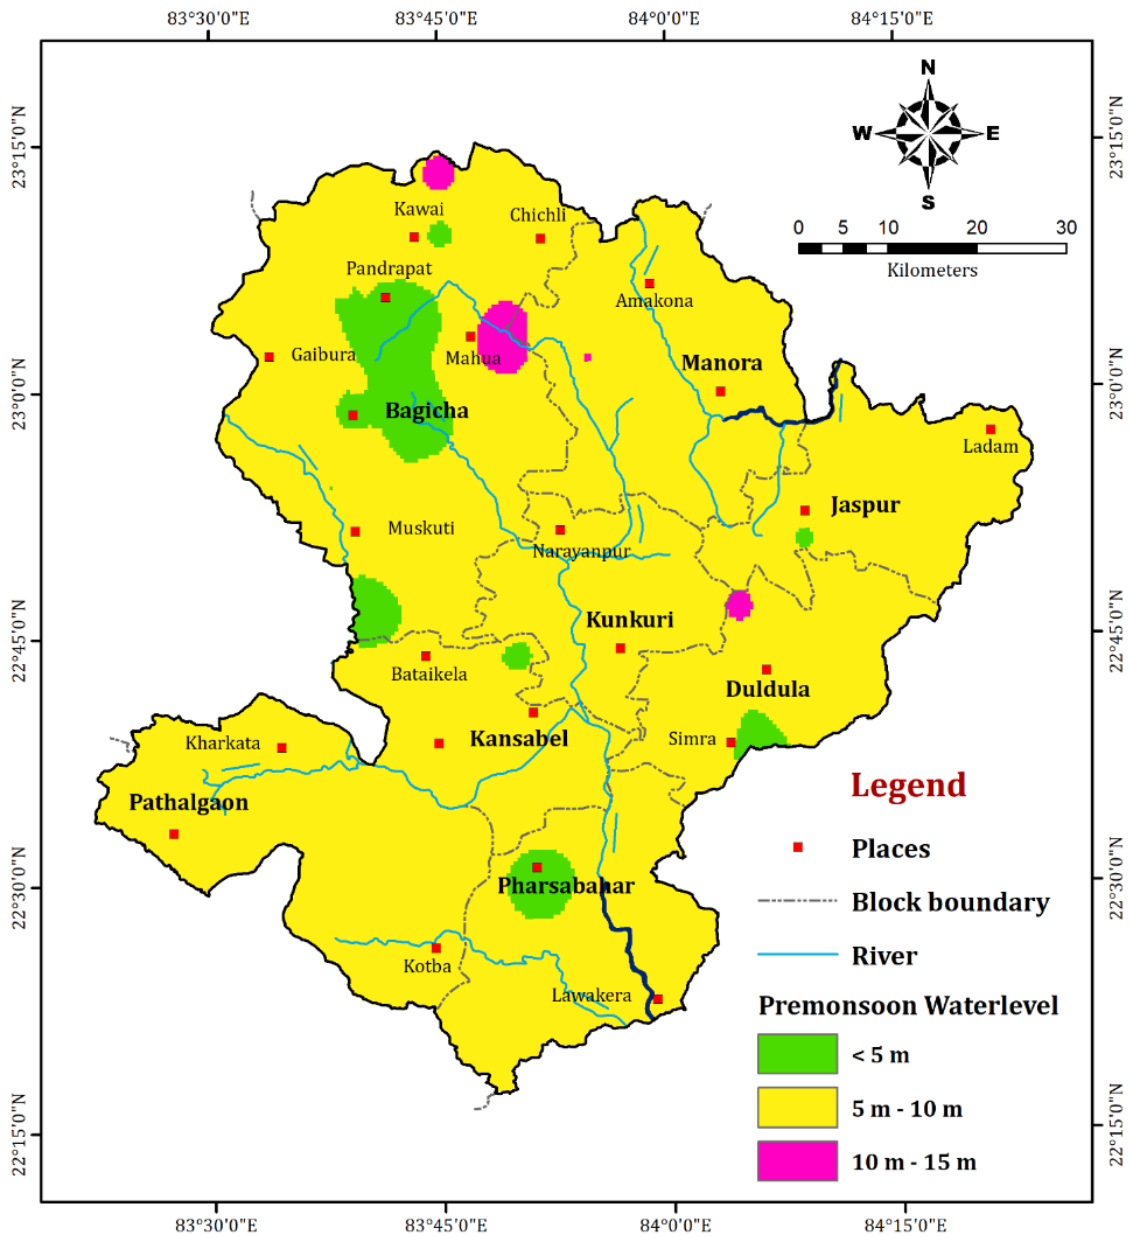 83°30'0"E
83°45'0"E
84°0'0"E
84°15'0"E
N
W
E
S
23°15'0"N
23°15'0"N
0
5
10
20
30
Kilometers
Kawai
Chichli
Pandrapat
Amakona
Gaibura
Mahua
Manora
23°0'0"N
23°0'0"N
Bagicha
Ladam
Jaspur
Muskuti
Narayanpur
Kunkuri
22°45'0"N
22°45'0"N
Bataikela
Duldula
Kansabel
Simra
Kharkata
Pathalgaon
Legend
Places
Pharsabahar
22°30'0"N
22°30'0"N
Block boundary
River
Kotba
Lawakera
Premonsoon Waterlevel
< 5 m
5 m - 10 m
10 m - 15 m
22°15'0"N
22°15'0"N
83°30'0"E
83°45'0"E
84°0'0"E
84°15'0"E